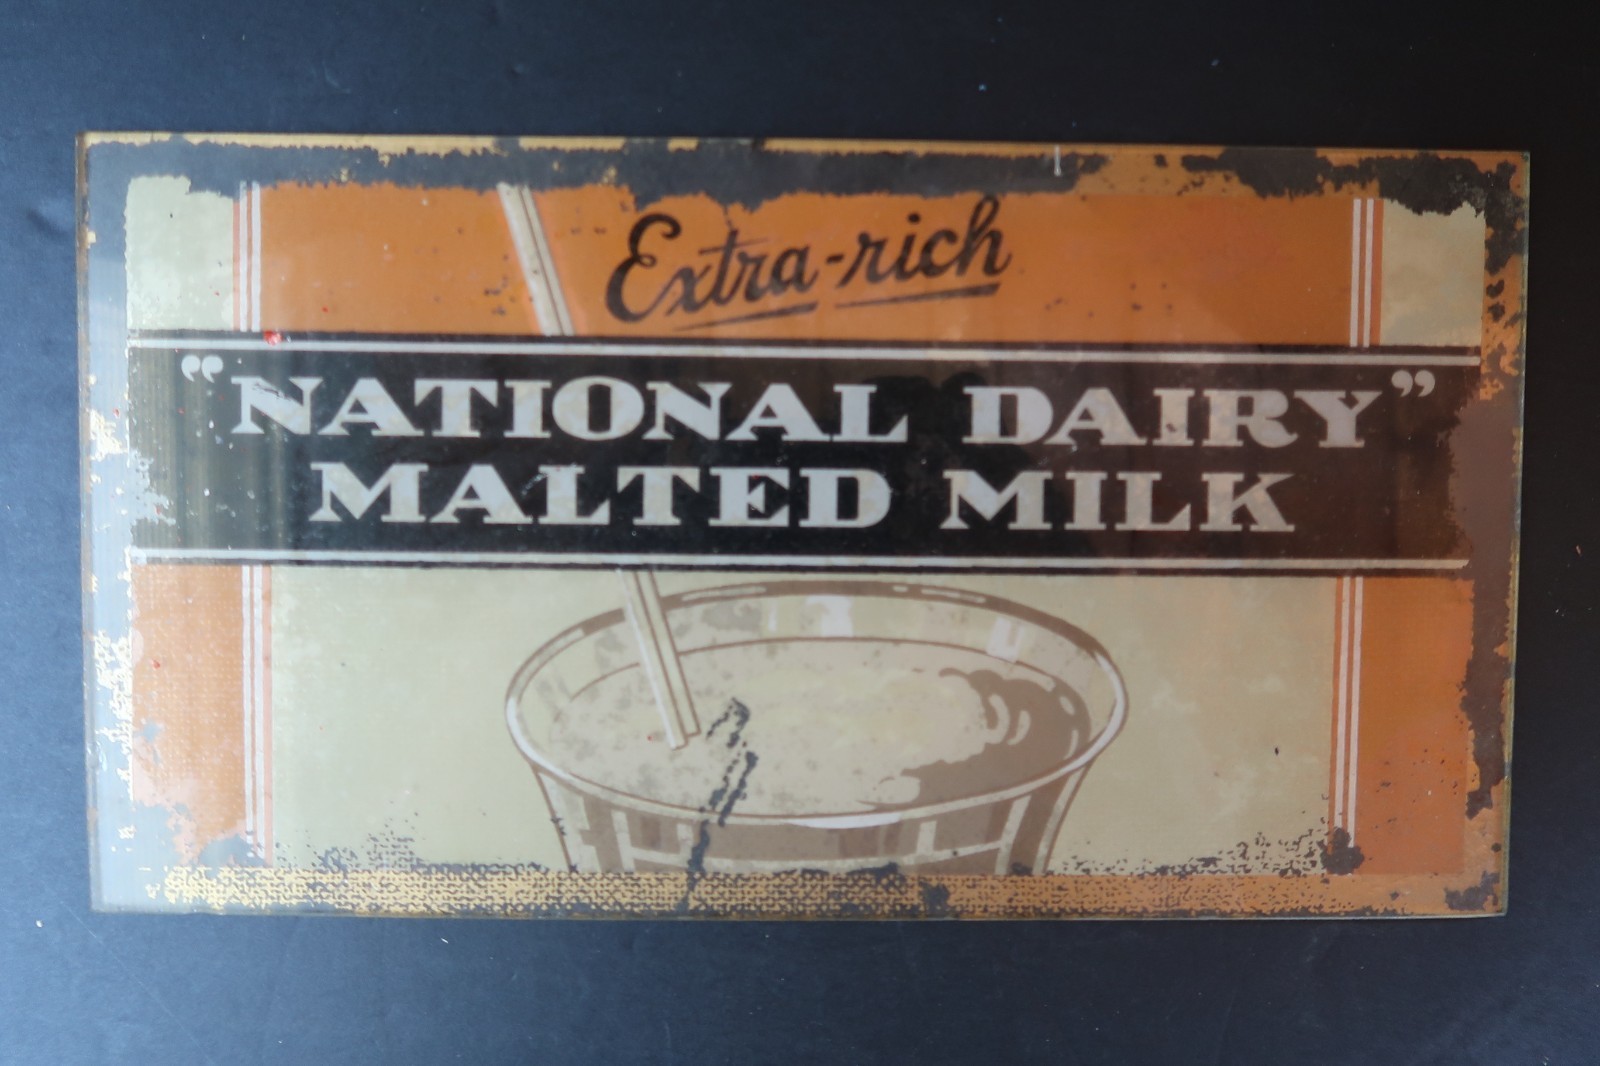 Extra-rich
“NATIONAL DAIRY”
MALTED MILK